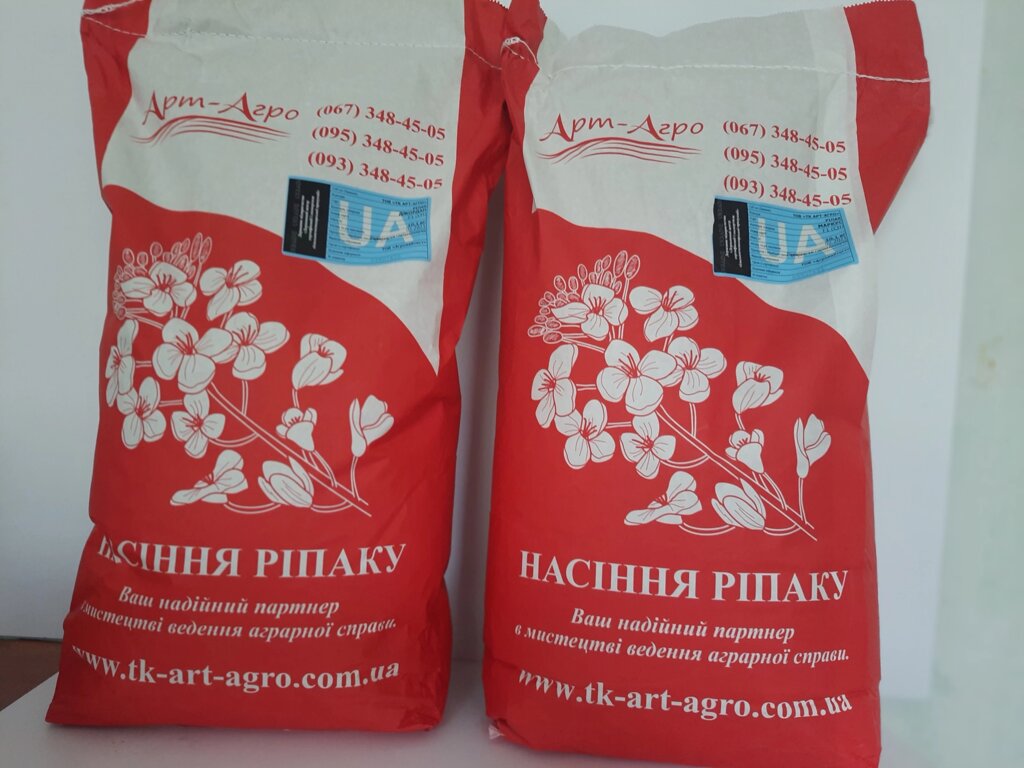 Арт-Агро
(067) 348-45-05
(095) 348-45-05
(093) 348-45-05
UA
НАСІННЯ РІПАКУ
Ваш надійний партнер
мистецтві ведення аграрної справи.
www.tk-art-agro.com.ua
Арт-Агро
(067) 348-45-05
(095) 348-45-05
(093) 348-45-05
UA
НАСІННЯ РІПАКУ
Ваш надійний партнер
в мистецтві ведення аграрної справи.
www.tk-art-agro.com.ua